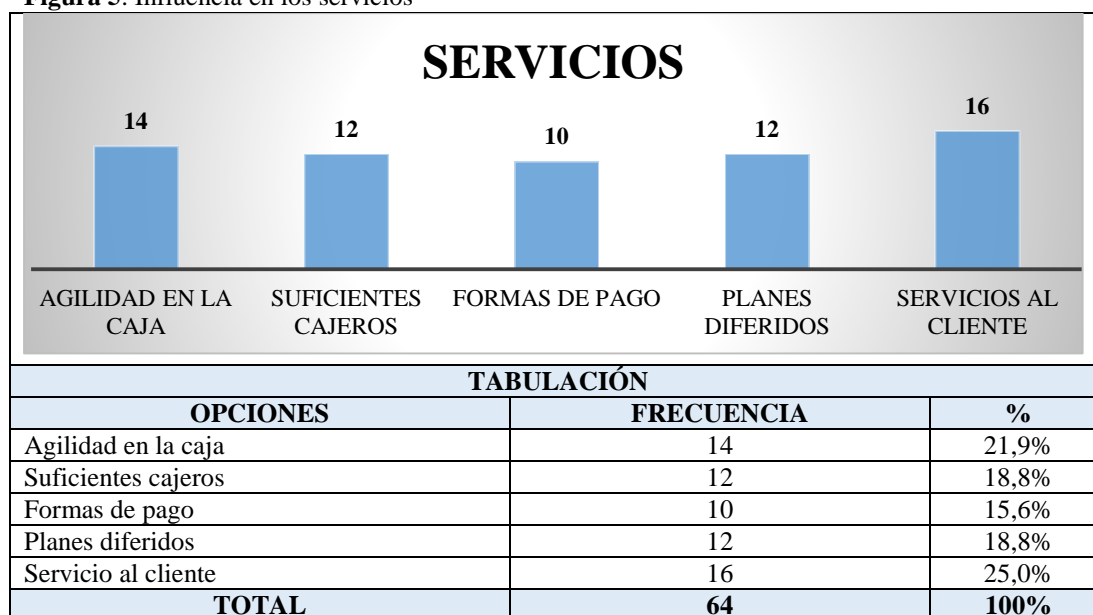 Figura 5. Influencia en los servicios
SERVICIOS
14 12 10 12 16
AGILIDAD EN LA CAJA SUFICIENTES CAJEROS FORMAS DE PAGO PLANES DIFERIDOS SERVICIOS AL CLIENTE
TABULACIÓN
OPCIONES FRECUENCIA %
Agilidad en la caja 14 21,9%
Suficientes cajeros 12 18,8%
Formas de pago 10 15,6%
Planes diferidos 12 18,8%
Servicio al cliente 16 25,0%
TOTAL 64 100%